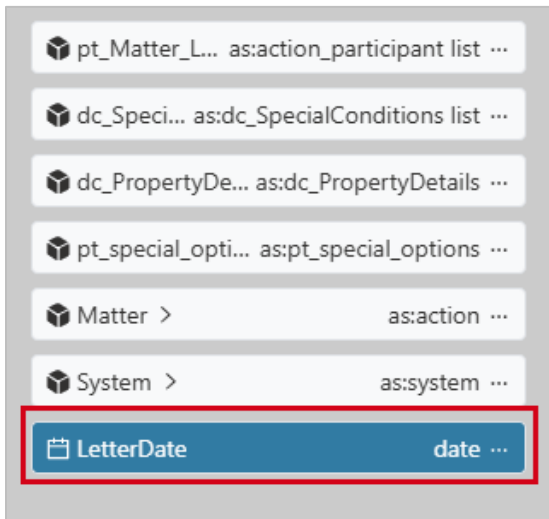 pt_Matter_L... as:action_participant list ...
dc_Speci... as:dc_SpecialConditions list ...
dc_PropertyDe... as:dc_PropertyDetails ...
pt_special_opti... as:pt_special_options ...
Matter > as:action ...
System > as:system ...
LetterDate date ...